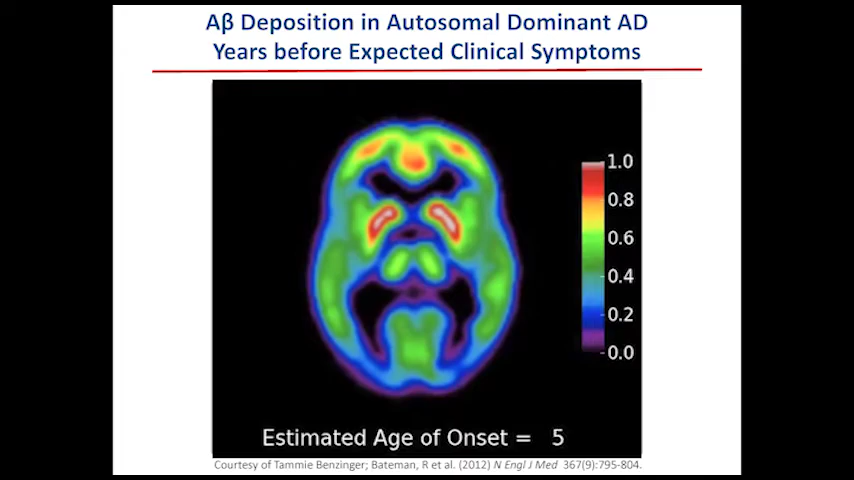 Aβ Deposition in Autosomal Dominant AD
Years before Expected Clinical Symptoms
1.0
0.8
0.6
0.4
0.2
0.0
Estimated Age of Onset = 5
Courtesy of Tammie Benzinger; Bateman, R et al. (2012) N Engl J Med 367(9):795-804.